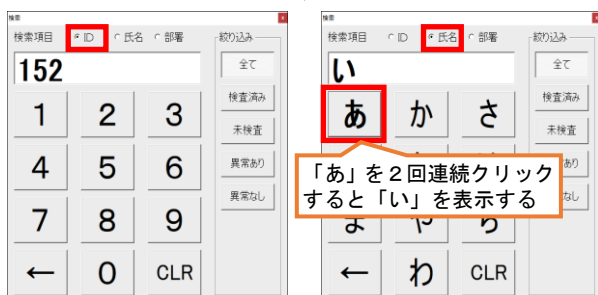 検索
検索項目 ID 氏名 部署
152
1 2 3
4 5 6
7 8 9
← 0 CLR
絞り込み
全て
検査済み
未検査
異常あり
異常なし
検索
検索項目 ID 氏名 部署
い
あ か さ
「あ」を2回連続クリック
すると「い」を表示する
ま や ら
← わ CLR
絞り込み
全て
検査済み
未検査
あり
なし